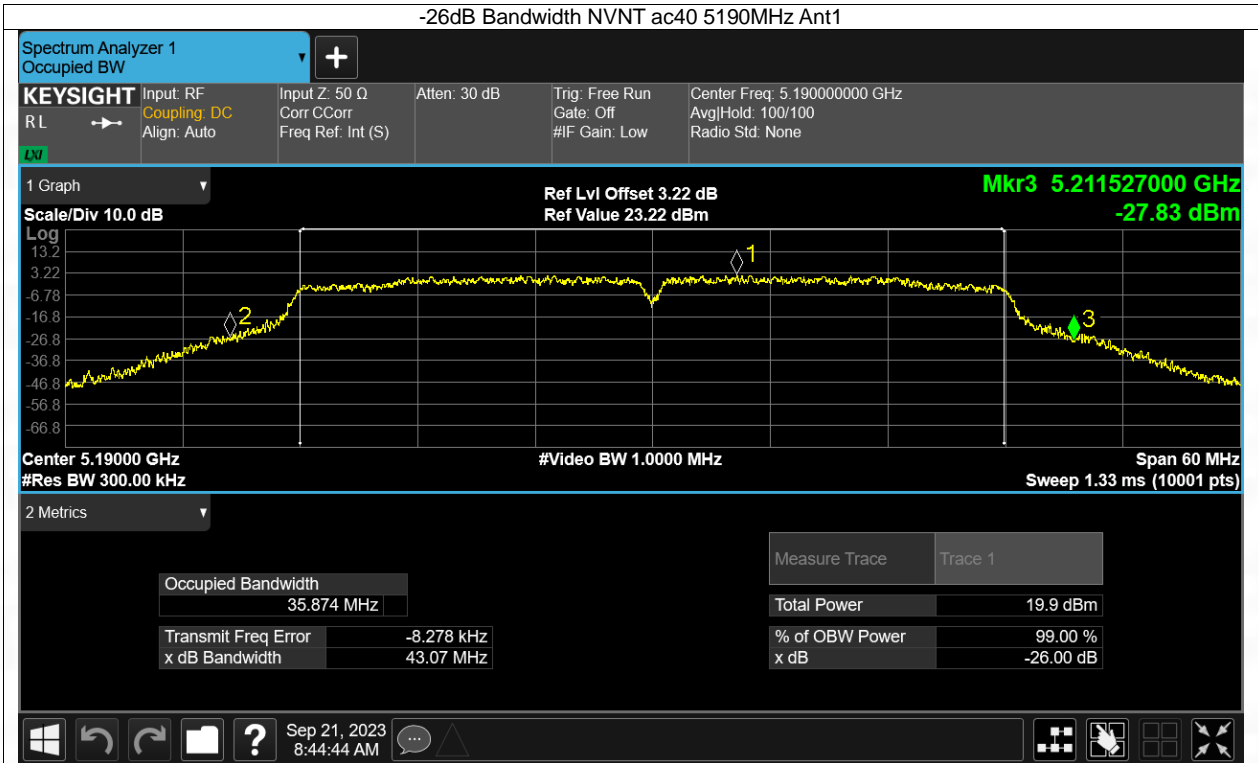 -26dB Bandwidth NVNT ac40 5190MHz Ant1
Spectrum Analyzer 1
Occupied BW
KEYSIGHT
R L
LXI
Input: RF
Coupling: DC
Align: Auto
Input Z: 50 Ω
Corr CCorr
Freq Ref: Int (S)
Atten: 30 dB
Trig: Free Run
Gate: Off
#IF Gain: Low
Center Freq: 5.190000000 GHz
Avg|Hold: 100/100
Radio Std: None
1 Graph
Scale/Div 10.0 dB
Ref Lvl Offset 3.22 dB
Ref Value 23.22 dBm
Mkr3 5.211527000 GHz
-27.83 dBm
Log
13.2
3.22
-6.78
-16.8
-26.8
-36.8
-46.8
-56.8
-66.8
1
2
3
Center 5.19000 GHz
#Res BW 300.00 kHz
#Video BW 1.0000 MHz
Span 60 MHz
Sweep 1.33 ms (10001 pts)
2 Metrics
Measure Trace Trace 1
Occupied Bandwidth
35.874 MHz
Total Power 19.9 dBm
Transmit Freq Error -8.278 kHz
% of OBW Power 99.00 %
x dB Bandwidth 43.07 MHz
x dB -26.00 dB
?
Sep 21, 2023
8:44:44 AM